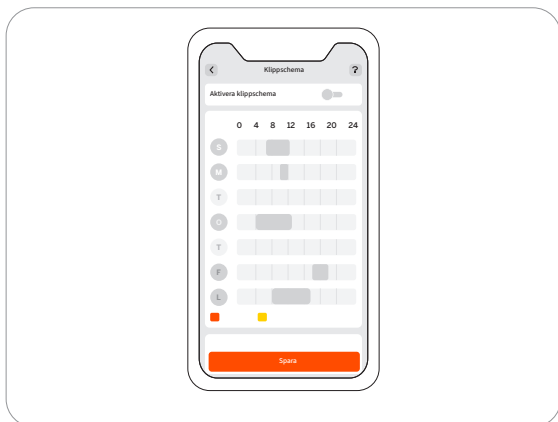 Klippschema ?
Aktivera klippschema
0 4 8 12 16 20 24
S
M
T
O
T
F
L
Spara